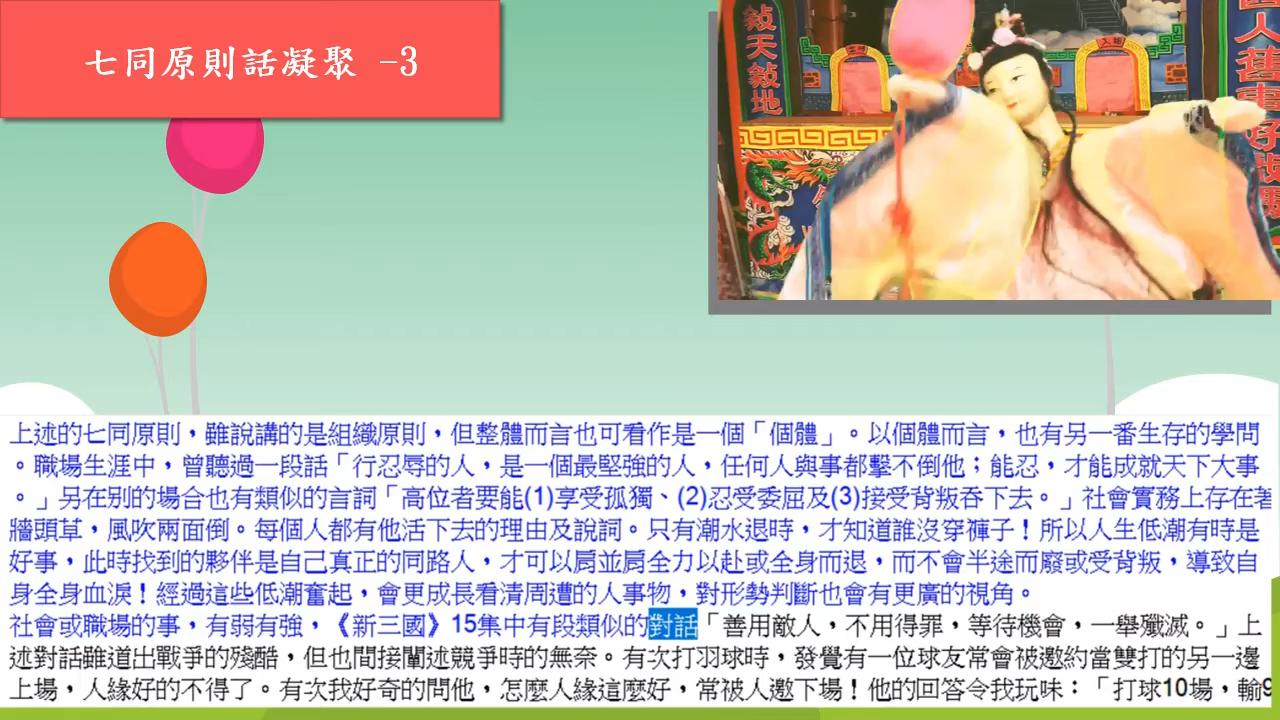 七同原則話凝聚 -3
敍天敍地
人舊事好
上述的七同原則，雖說講的是組織原則，但整體而言也可看作是一個「個體」。以個體而言，也有另一番生存的學問
。職場生涯中，曾聽過一段話「行忍辱的人，是一個最堅強的人，任何人與事都擊不倒他；能忍，才能成就天下大事
。」另在別的場合也有類似的言詞「高位者要能(1)享受孤獨、(2)忍受委屈及(3)接受背叛吞下去。」社會實務上存在著
牆頭草，風吹兩面倒。每個人都有他活下去的理由及說詞。只有潮水退時，才知道誰沒穿褲子！所以人生低潮有時是
好事，此時找到的夥伴是自己真正的同路人，才可以肩並肩全力以赴或全身而退，而不會半途而廢或受背叛，導致自
身全身血淚！經過這些低潮奮起，會更成長看清周遭的人事物，對形勢判斷也會有更廣的視角。
社會或職場的事，有弱有強，《新三國》15集中有段類似的對話「善用敵人，不用得罪，等待機會，一舉殲滅。」上
述對話雖道出戰爭的殘酷，但也間接闡述競爭時的無奈。有次打羽球時，發覺有一位球友常會被邀約當雙打的另一邊
上場，人緣好的不得了。有次我好奇的問他，怎麼人緣這麼好，常被人邀下場！他的回答令我玩味：「打球10場，輸9